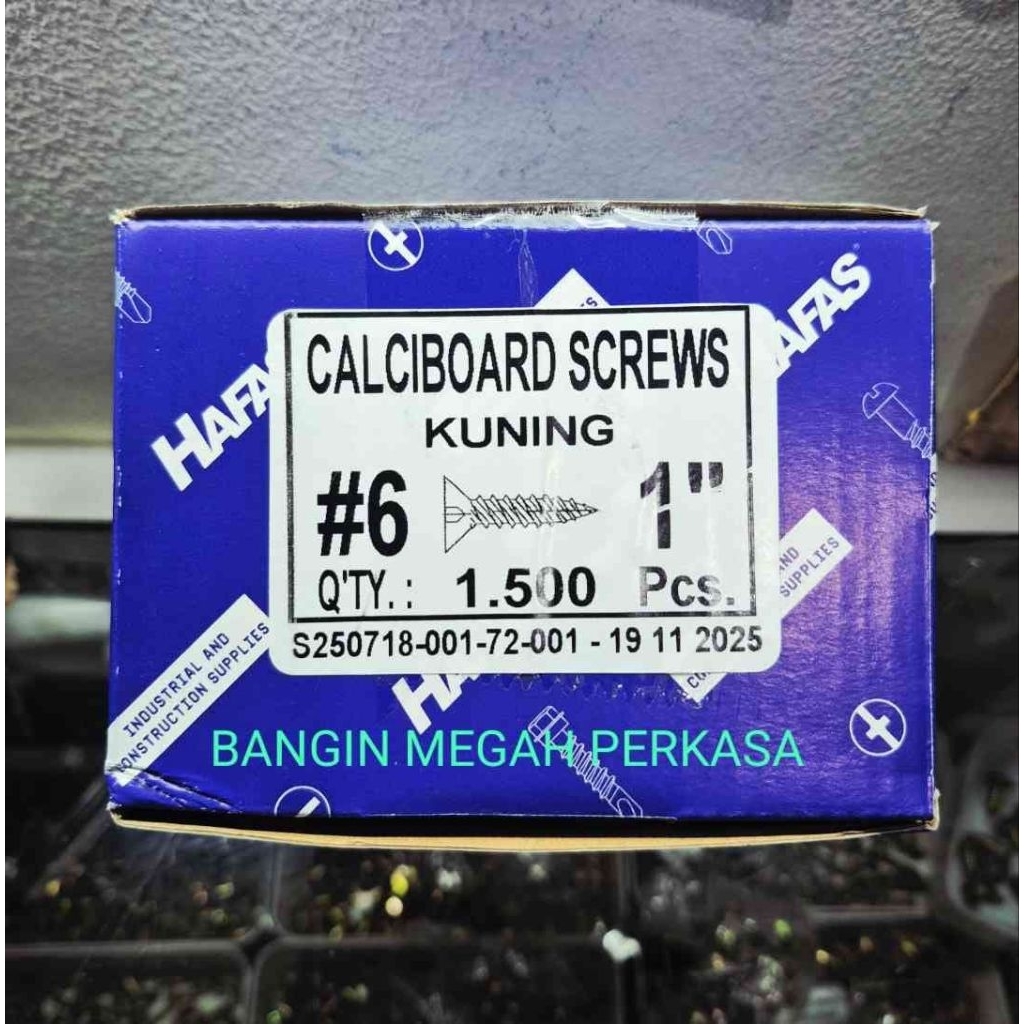 HAFAS
CALCIBOARD SCREWS
KUNING
#6 1"
Q'TY. : 1.500 Pcs.
S250718-001-72-001 - 19 11 2025
INDUSTRIAL AND
CONSTRUCTION SUPPLIES
BANGIN MEGAH PERKASA